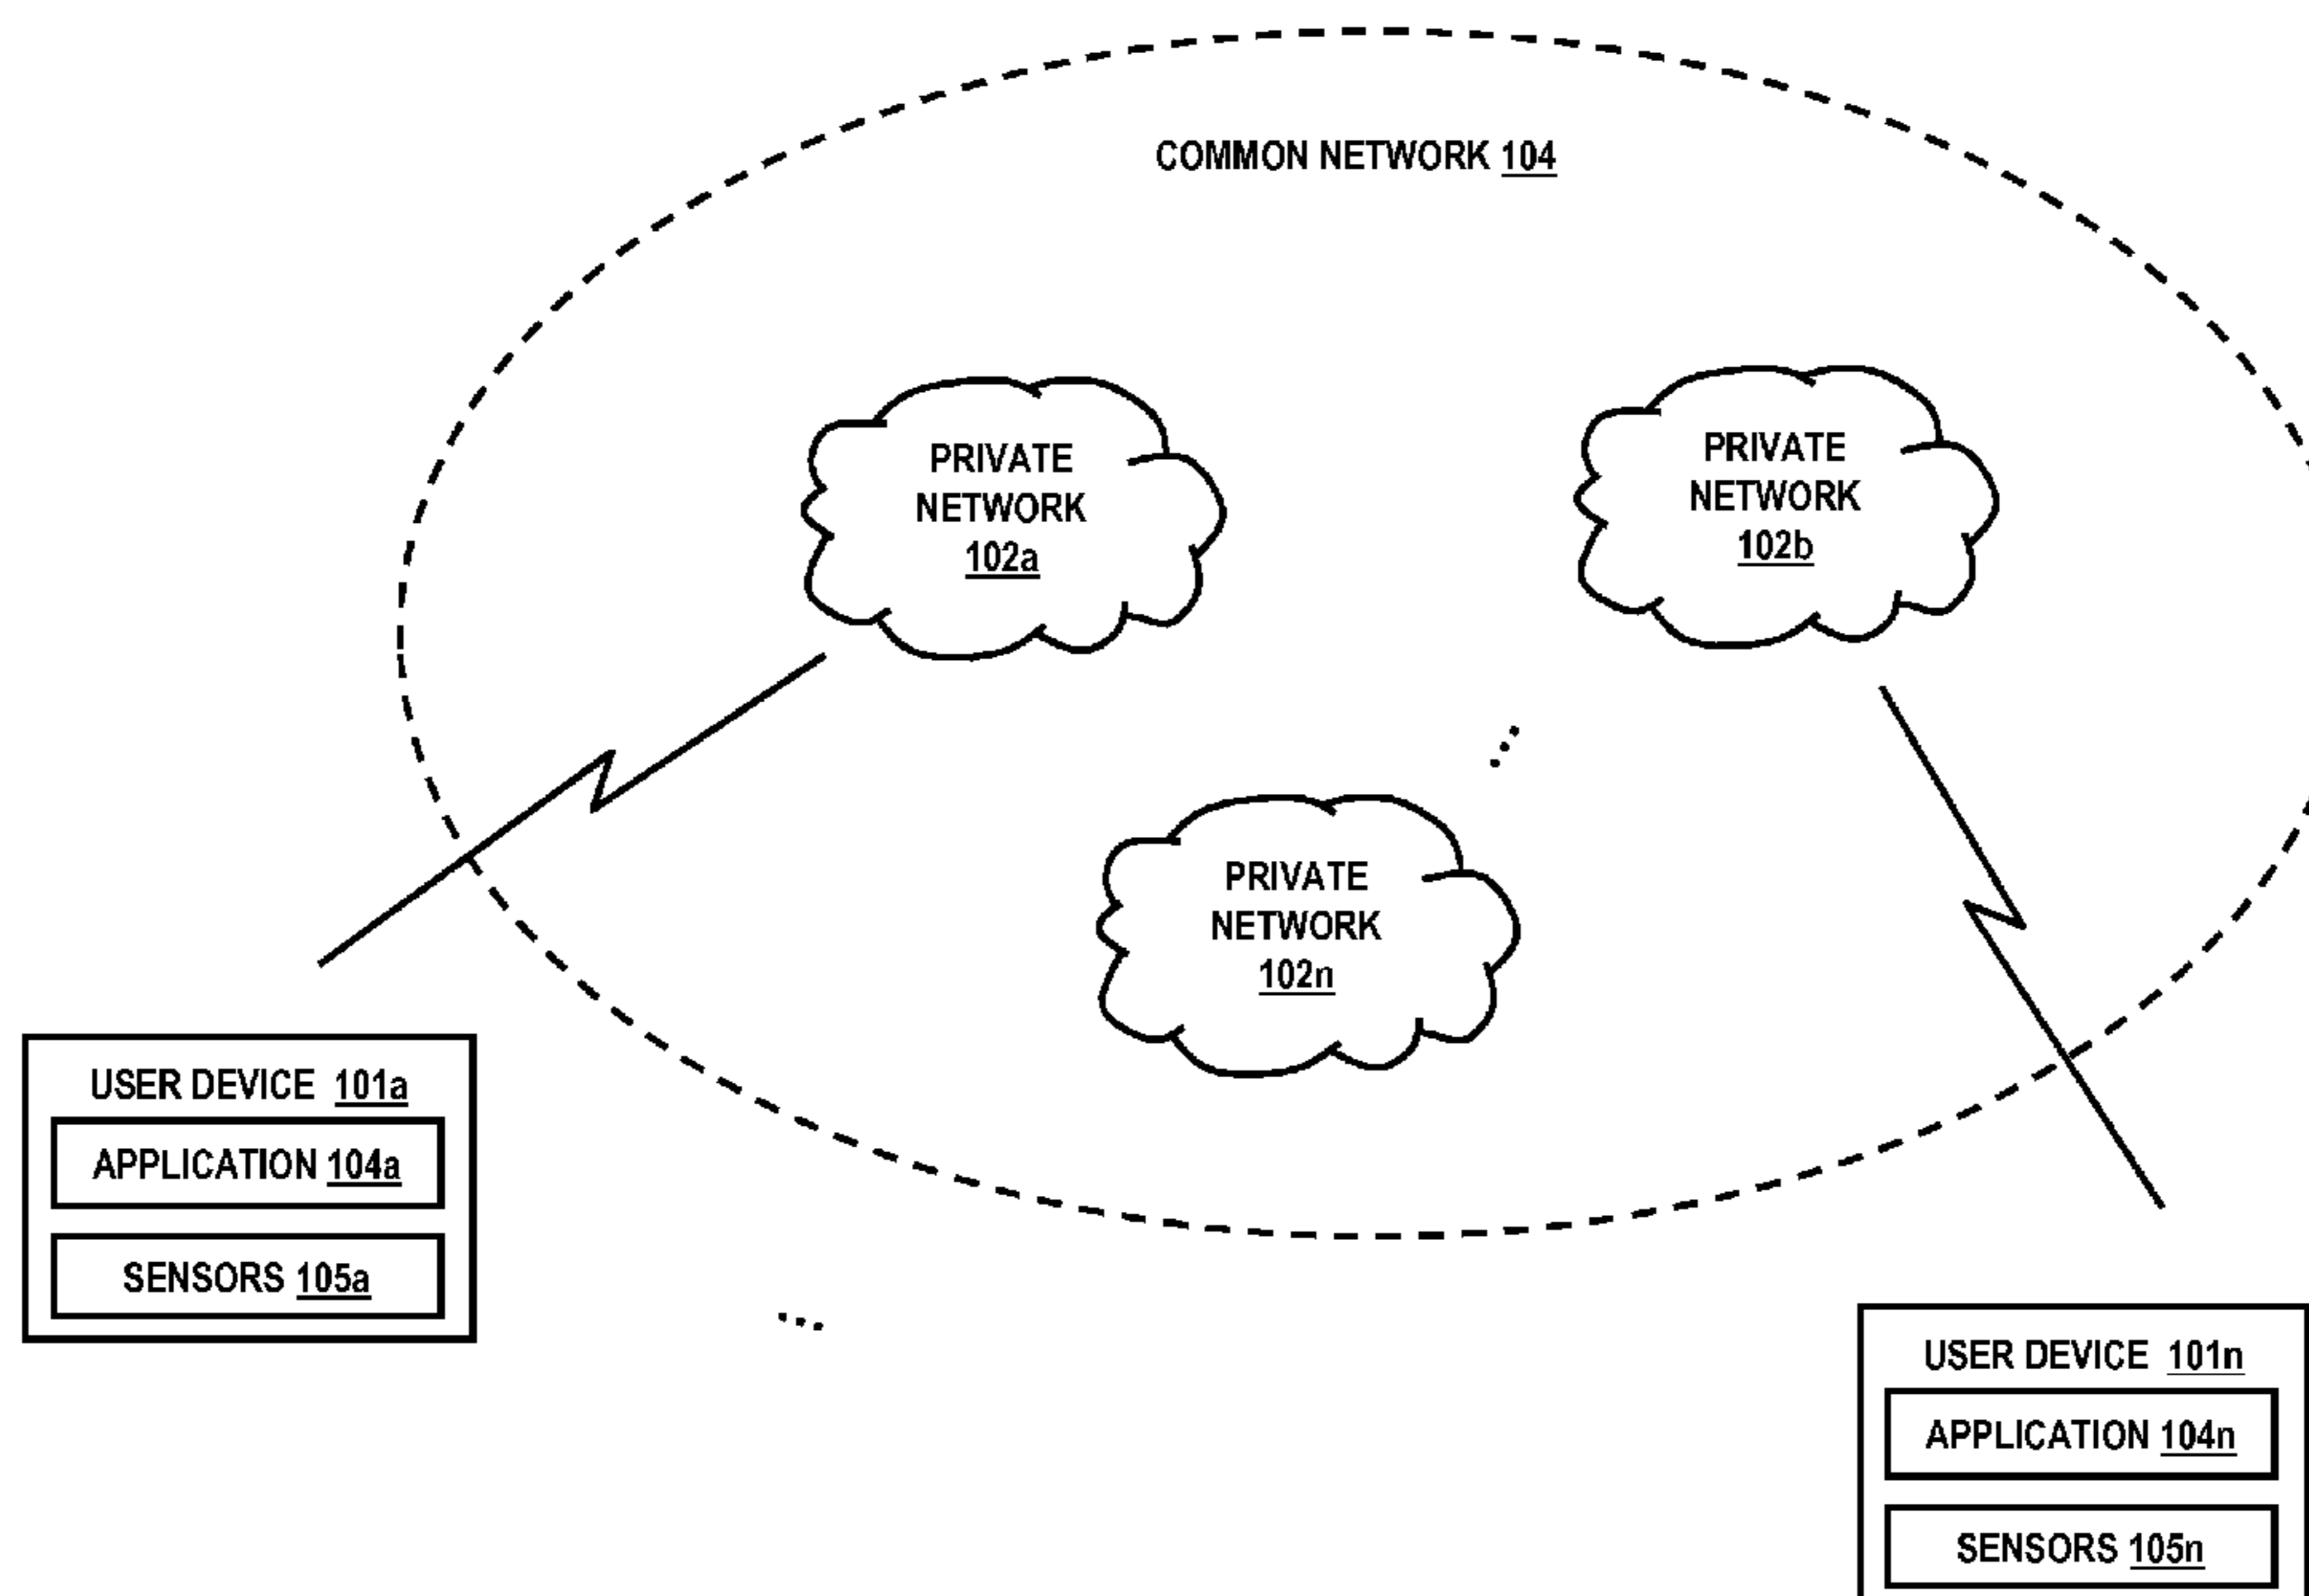 COMMON NETWORK 104
PRIVATE
NETWORK
102a
PRIVATE
NETWORK
102b
PRIVATE
NETWORK
102n
USER DEVICE 101a
APPLICATION 104a
SENSORS 105a
USER DEVICE 101n
APPLICATION 104n
SENSORS 105n